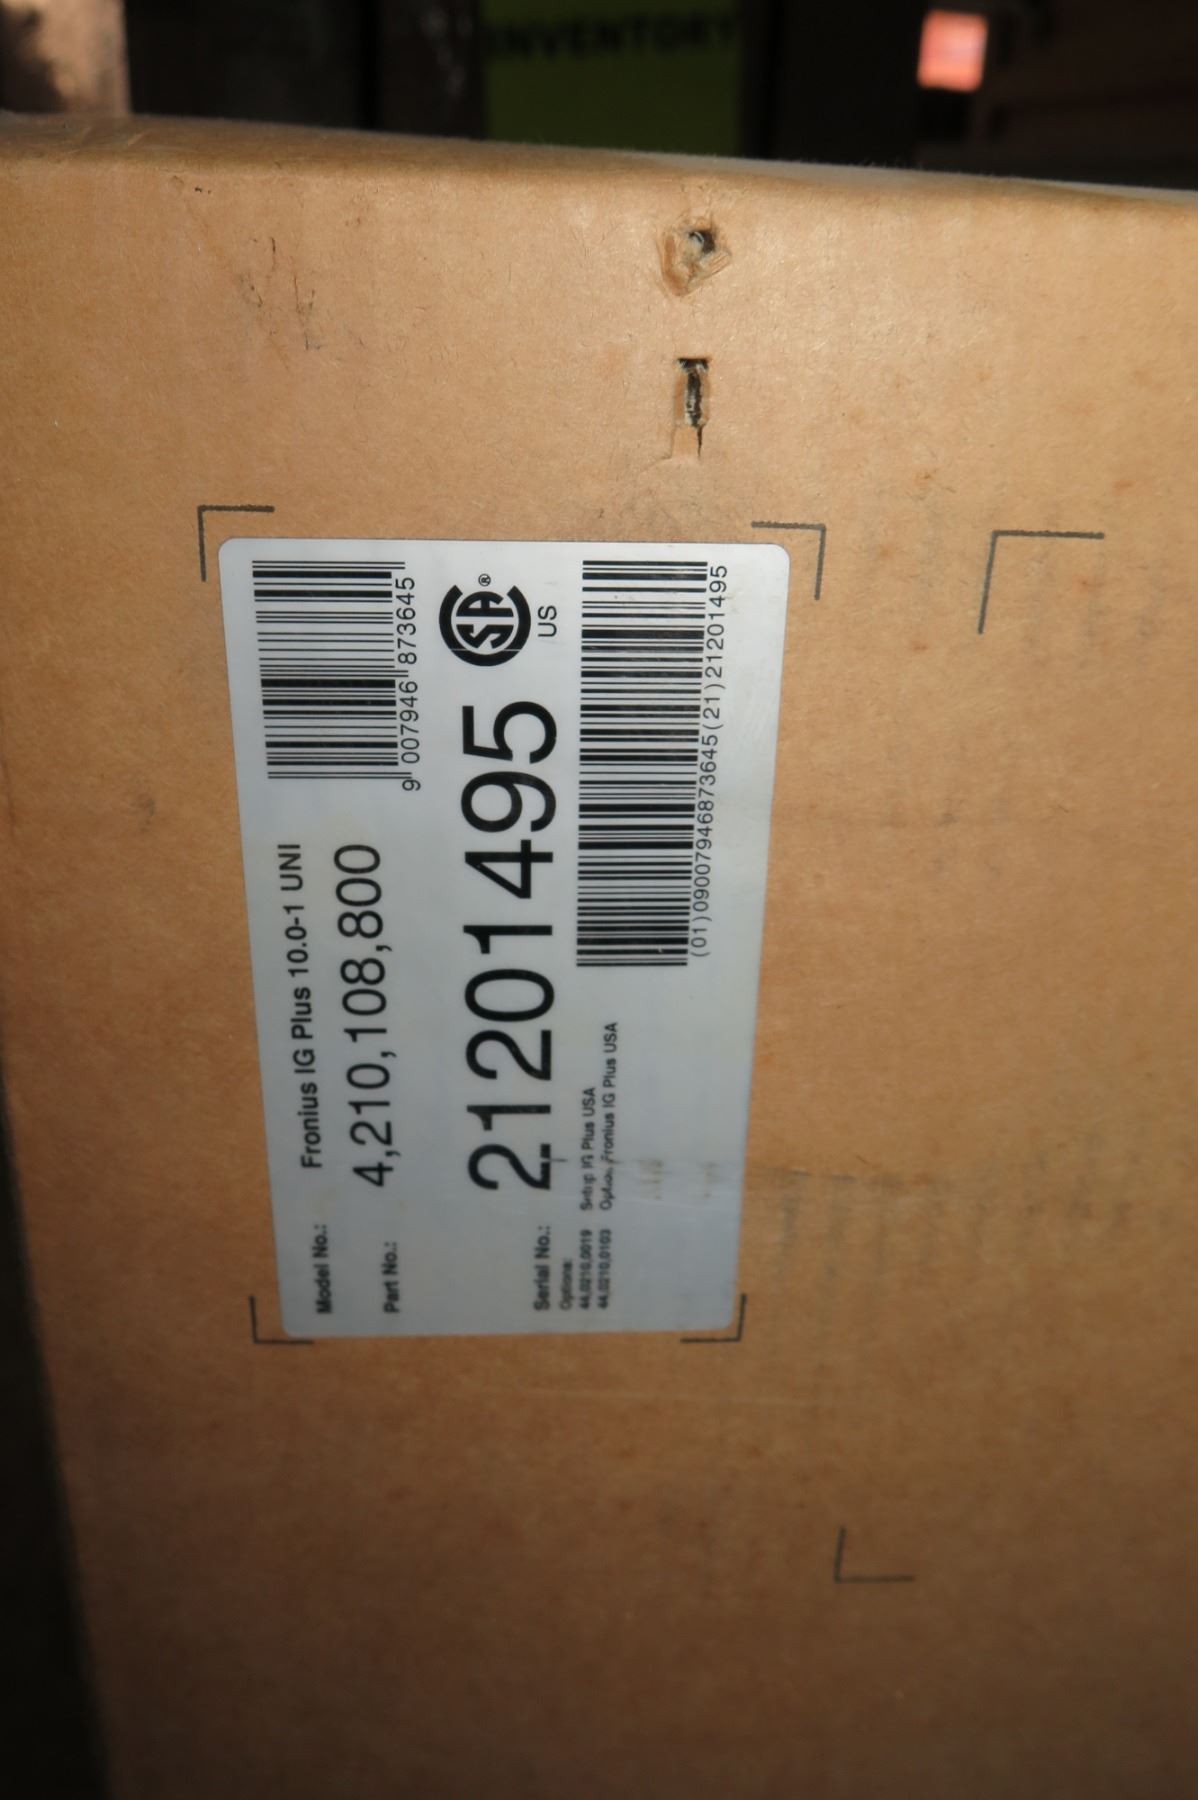 INVENTORY
Model No.: Fronius IG Plus 10.0-1 UNI
Part No.: 4,210,108,800
9 007946 873645
Serial No.: 21201495
CSA® US
Options:
44,0210,0019 Setup IG Plus USA
44,0210,0103 Option Fronius IG Plus USA
(01)09007946873645(21)21201495